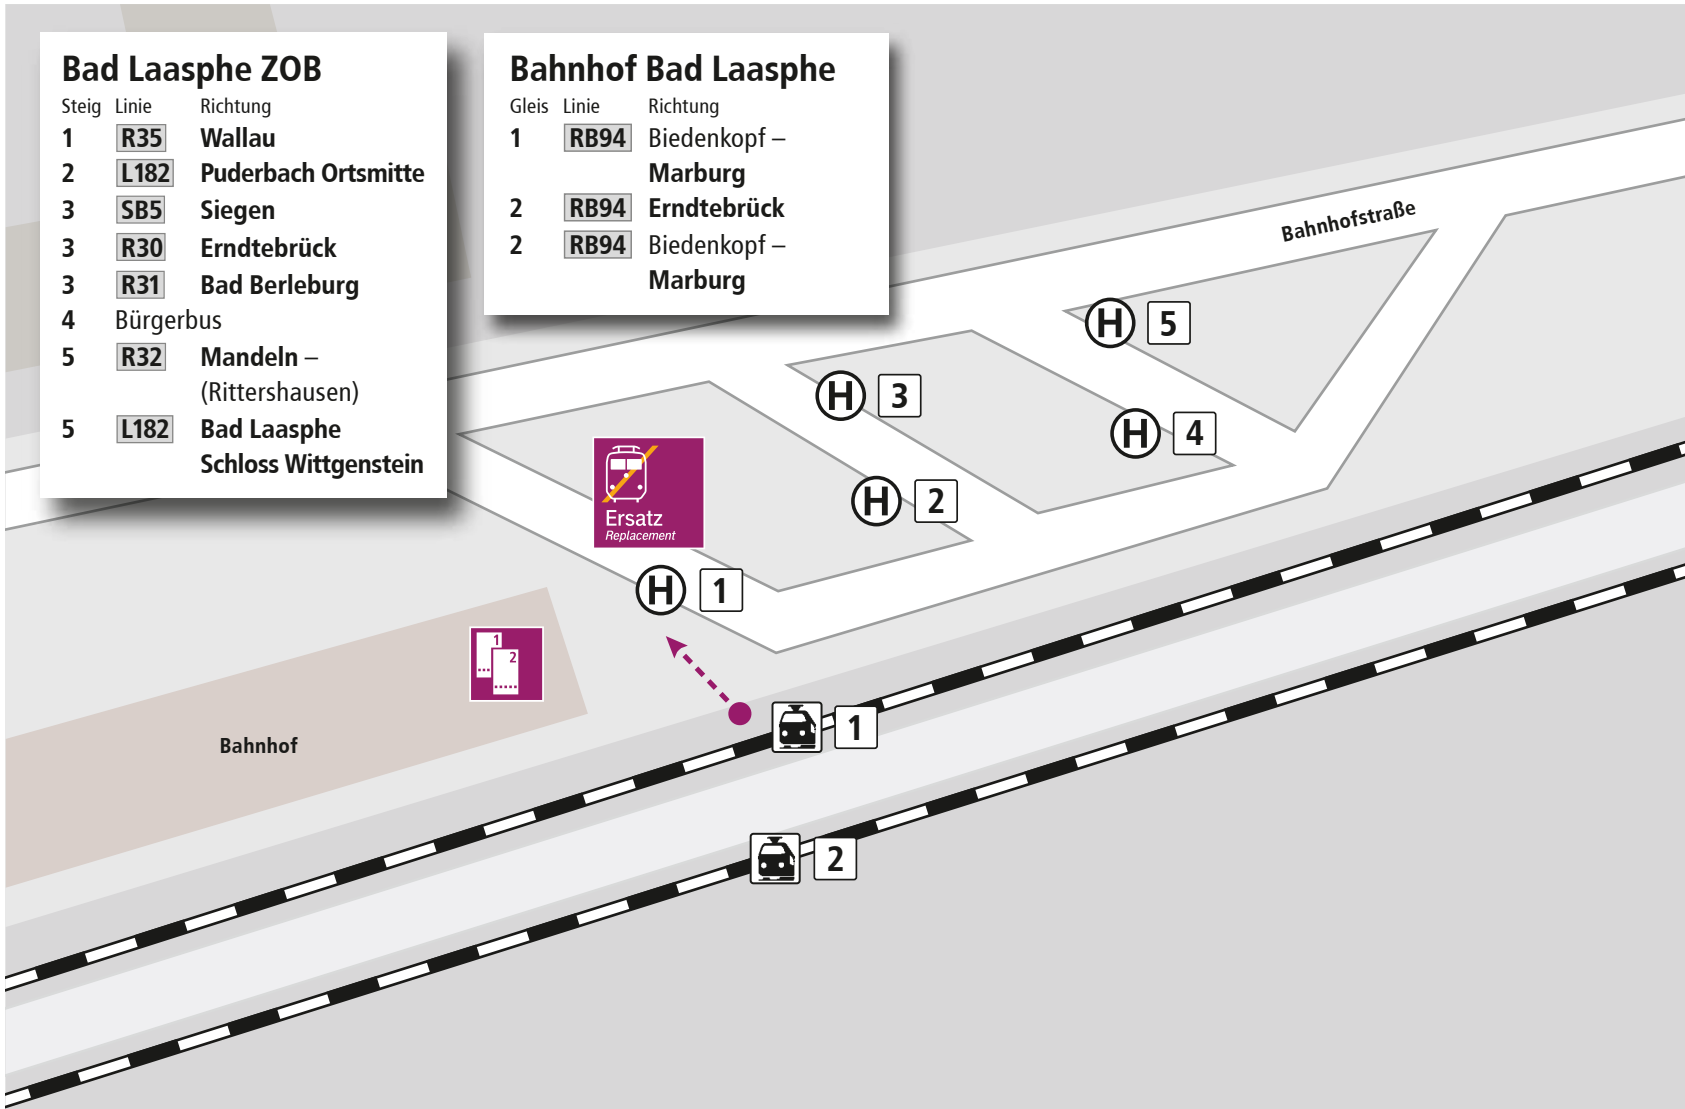 Bad Laasphe ZOB
Steig Linie Richtung
1 R35 Wallau
2 L182 Puderbach Ortsmitte
3 SB5 Siegen
3 R30 Erndtebrück
3 R31 Bad Berleburg
4 Bürgerbus
5 R32 Mandeln –
(Rittershausen)
5 L182 Bad Laasphe
Schloss Wittgenstein
Bahnhof Bad Laasphe
Gleis Linie Richtung
1 RB94 Biedenkopf –
Marburg
2 RB94 Erndtebrück
2 RB94 Biedenkopf –
Marburg
Bahnhofstraße
H 5
H 3
H 4
Ersatz
Replacement
H 2
H 1
1
2
Bahnhof
1
2